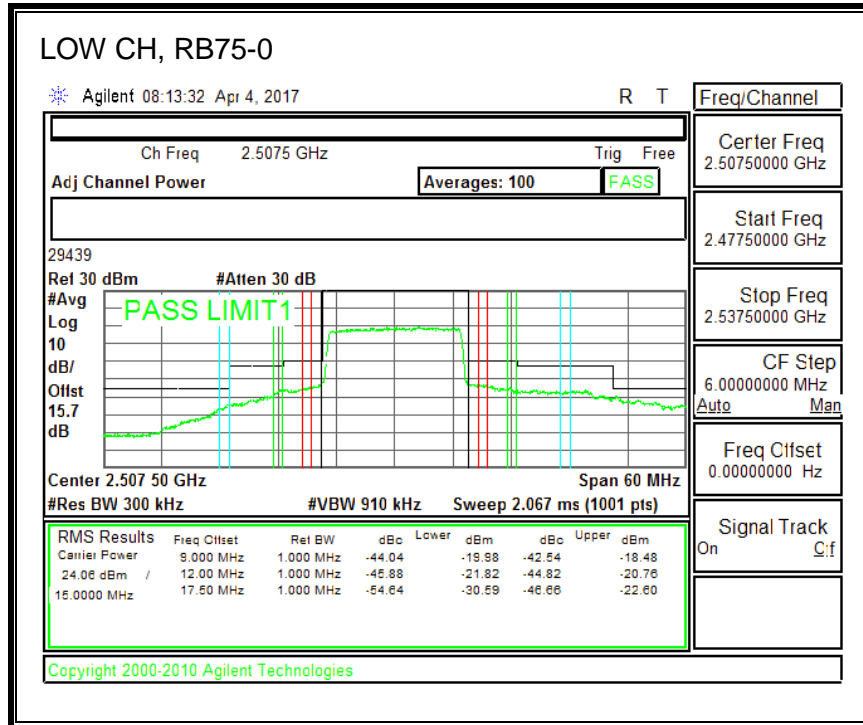 LOW CH, RB75-0
Agilent 08:13:32 Apr 4, 2017 R T
Freq/Channel
Ch Freq 2.5075 GHz Trig Free
Adj Channel Power Averages: 100 PASS
Center Freq
2.50750000 GHz
Start Freq
2.47750000 GHz
29439
Ref 30 dBm #Atten 30 dB
#Avg
Log
10
dB/
Offst
15.7
dB
PASS LIMIT1
Stop Freq
2.53750000 GHz
CF Step
6.00000000 MHz
Auto Man
Center 2.507 50 GHz Span 60 MHz
#Res BW 300 kHz #VBW 910 kHz Sweep 2.067 ms (1001 pts)
Freq Offset
0.00000000 Hz
Signal Track
On Off
RMS Results Freq Offset Ref BW dBc Lower dBm dBc Upper dBm
Carrier Power 9.000 MHz 1.000 MHz -44.04 -19.98 -42.54 -18.48
24.06 dBm / 12.00 MHz 1.000 MHz -45.88 -21.82 -44.82 -20.76
15.0000 MHz 17.50 MHz 1.000 MHz -54.64 -30.59 -46.66 -22.60
Copyright 2000-2010 Agilent Technologies